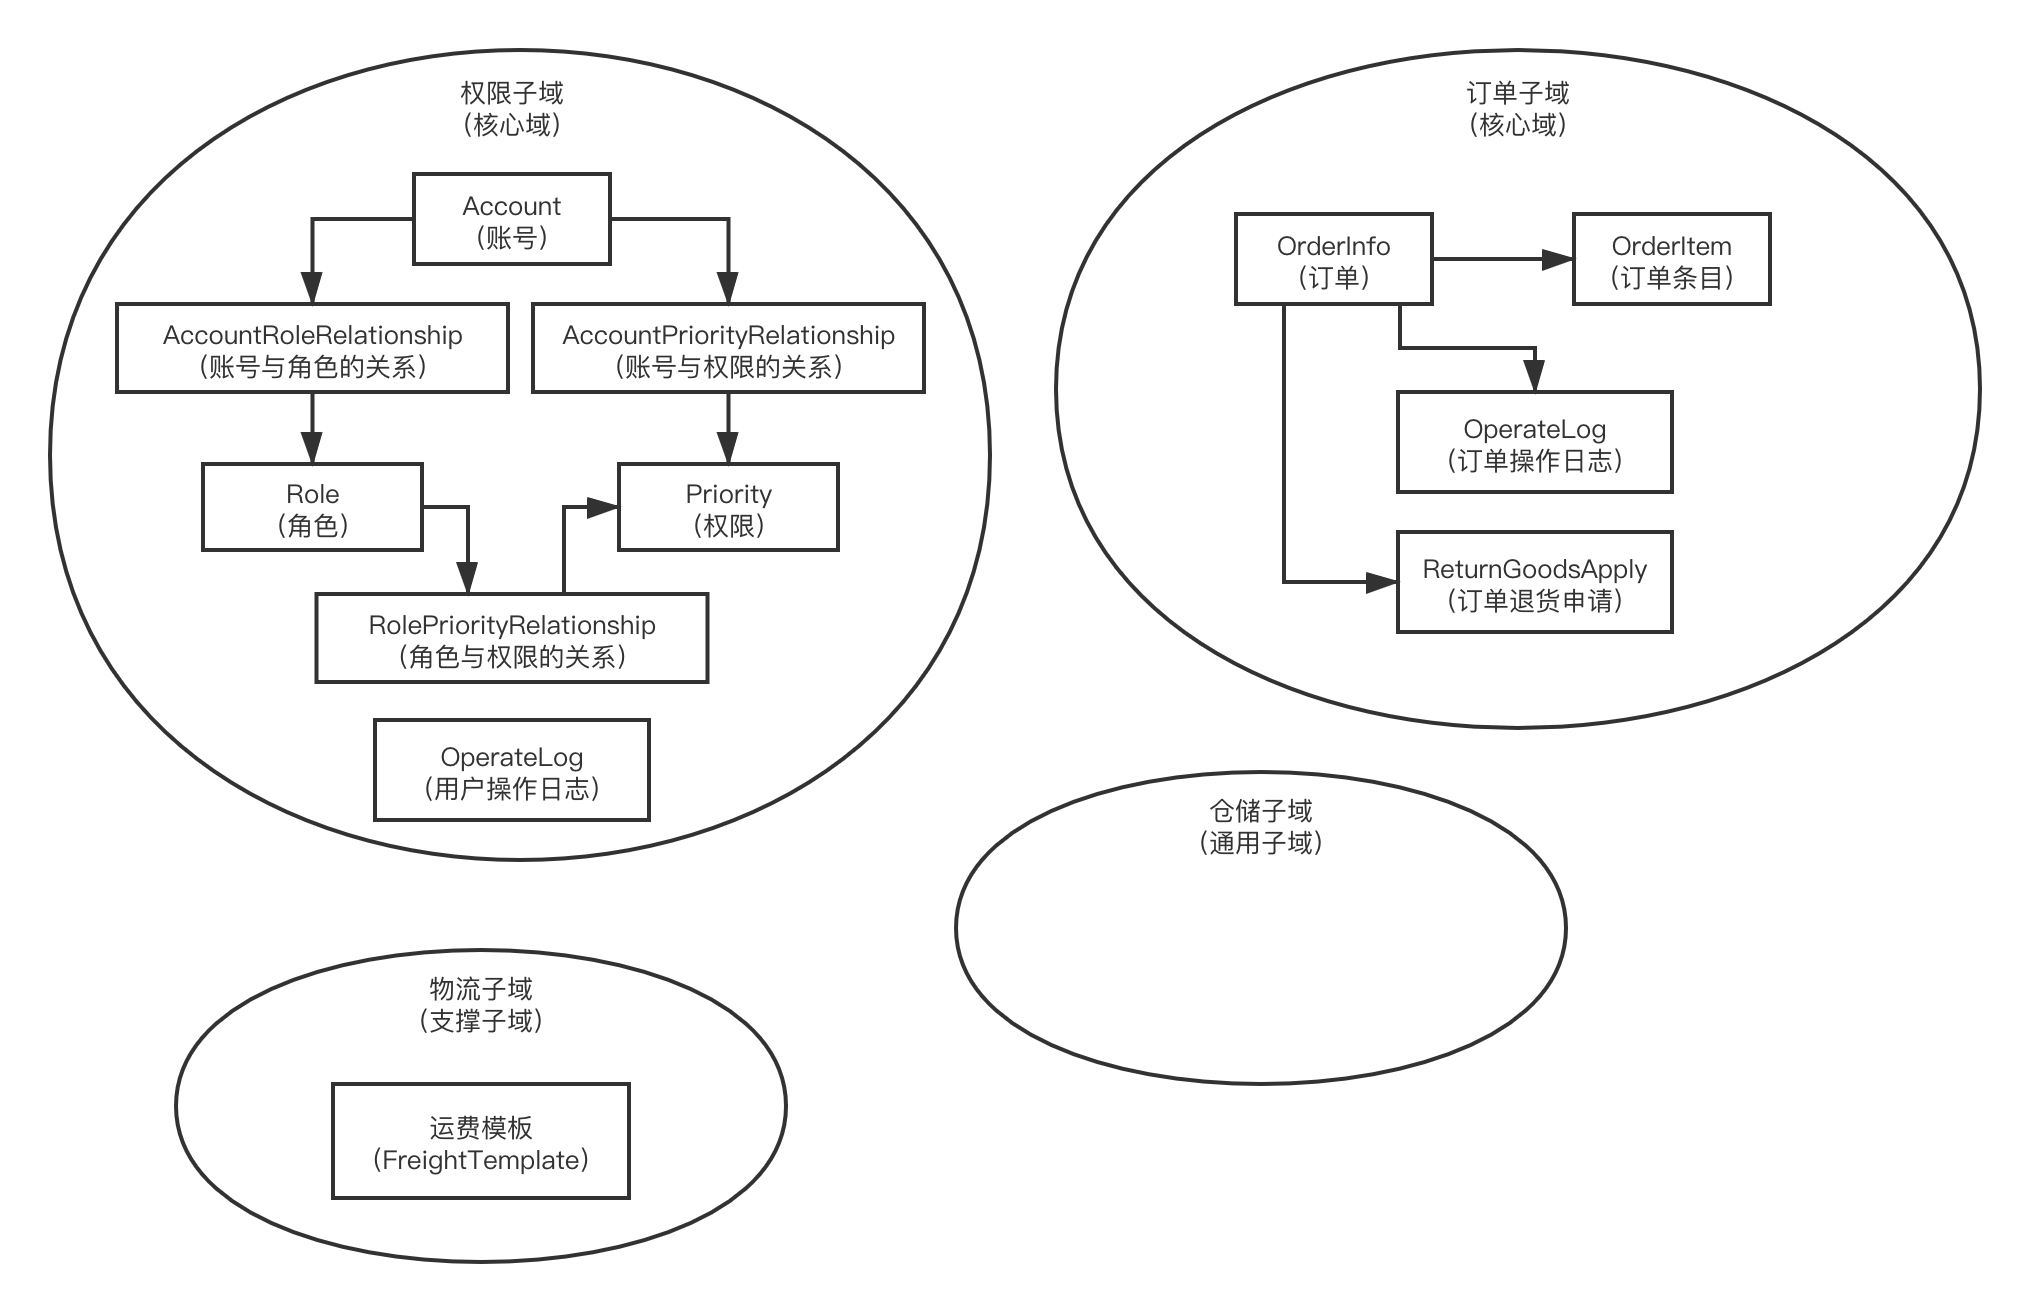 权限子域
(核心域)
Account
(账号)
AccountRoleRelationship
(账号与角色的关系)
AccountPriorityRelationship
(账号与权限的关系)
Role
(角色)
Priority
(权限)
RolePriorityRelationship
(角色与权限的关系)
OperateLog
(用户操作日志)
订单子域
(核心域)
OrderInfo
(订单)
OrderItem
(订单条目)
OperateLog
(订单操作日志)
ReturnGoodsApply
(订单退货申请)
仓储子域
(通用子域)
物流子域
(支撑子域)
运费模板
(FreightTemplate)